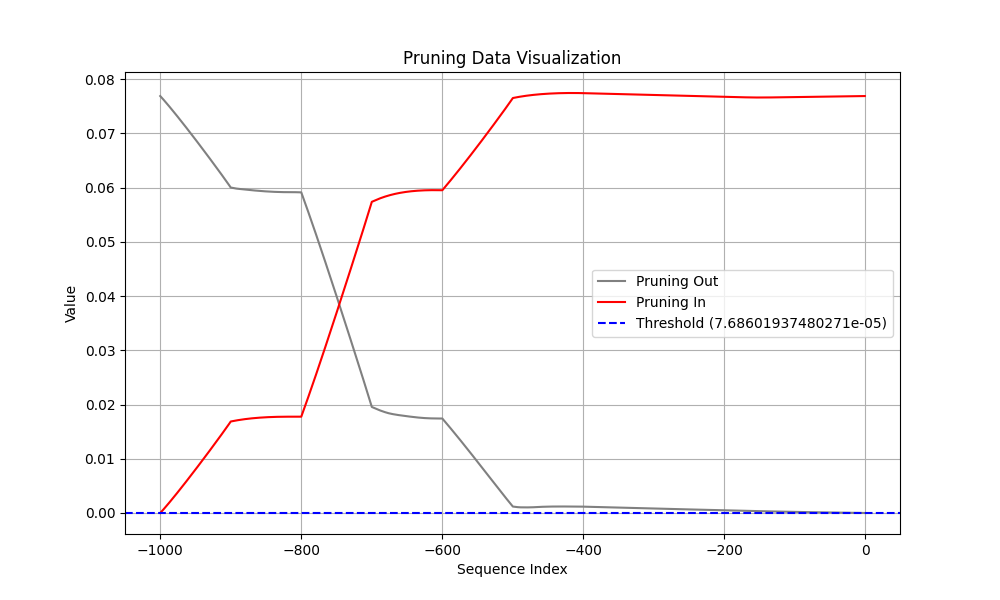 Pruning Data Visualization
0.08
0.07
0.06
0.05
0.04
0.03
0.02
0.01
0.00
Value
Pruning Out
Pruning In
Threshold (7.68601937480271e-05)
−1000 −800 −600 −400 −200 0
Sequence Index